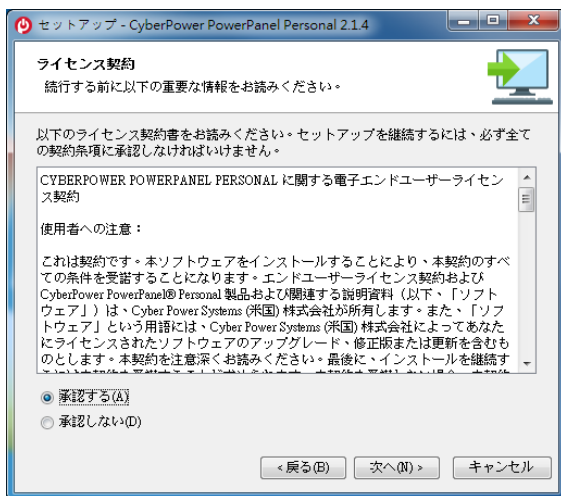 セットアップ - CyberPower PowerPanel Personal 2.1.4
ライセンス契約
続行する前に以下の重要な情報をお読みください。
以下のライセンス契約書をお読みください。セットアップを継続するには、必ず全て
の契約条項に承認しなければいけません。
CYBERPOWER POWERPANEL PERSONAL に関する電子エンドユーザーライセン
ス契約
使用者への注意：
これは契約です。本ソフトウェアをインストールすることにより、本契約のすべ
ての条件を受諾することになります。エンドユーザーライセンス契約および
CyberPower PowerPanel® Personal 製品および関連する説明資料（以下、「ソフト
ウェア」）は、Cyber Power Systems (米国) 株式会社が所有します。また、「ソフ
トウェア」という用語には、Cyber Power Systems (米国) 株式会社によってあなた
にライセンスされたソフトウェアのアップグレード、修正版または更新を含むも
のとします。本契約を注意深くお読みください。最後に、インストールを継続す
承認する(A)
承認しない(D)
< 戻る(B)
次へ(N) >
キャンセル